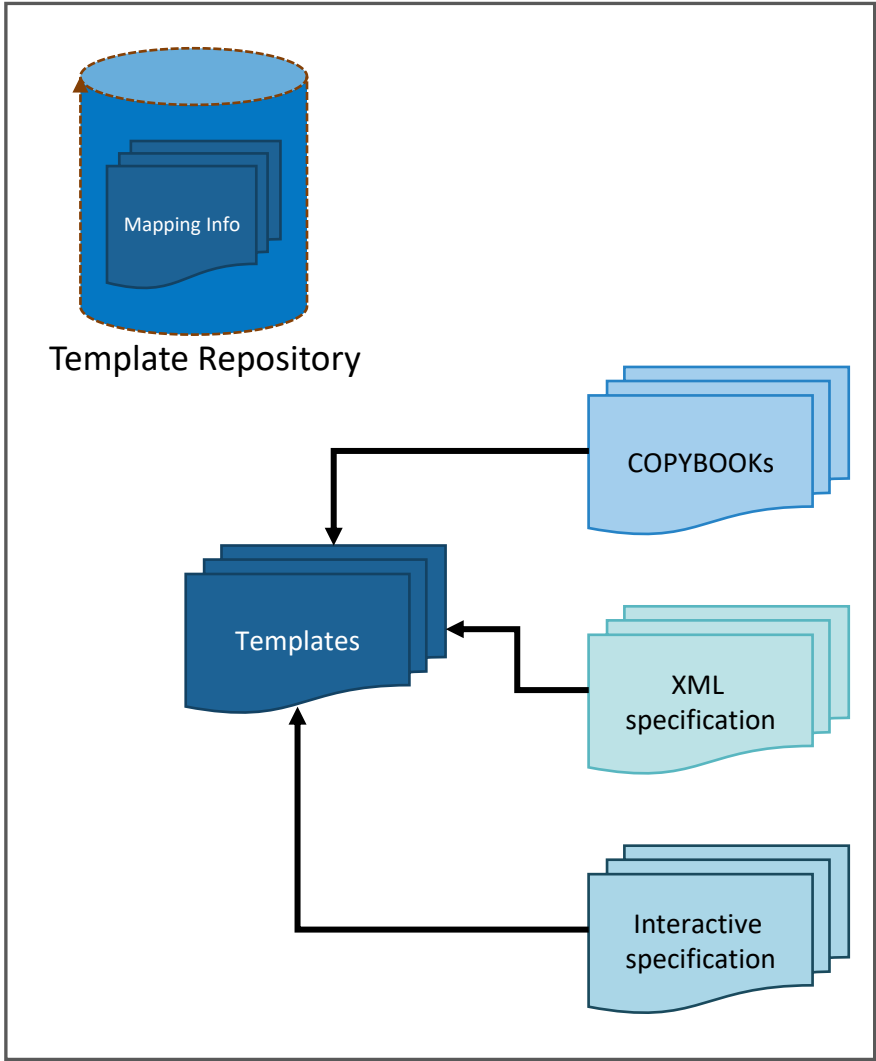 Mapping Info
Template Repository
COPYBOOKs
Templates
XML
specification
Interactive
specification